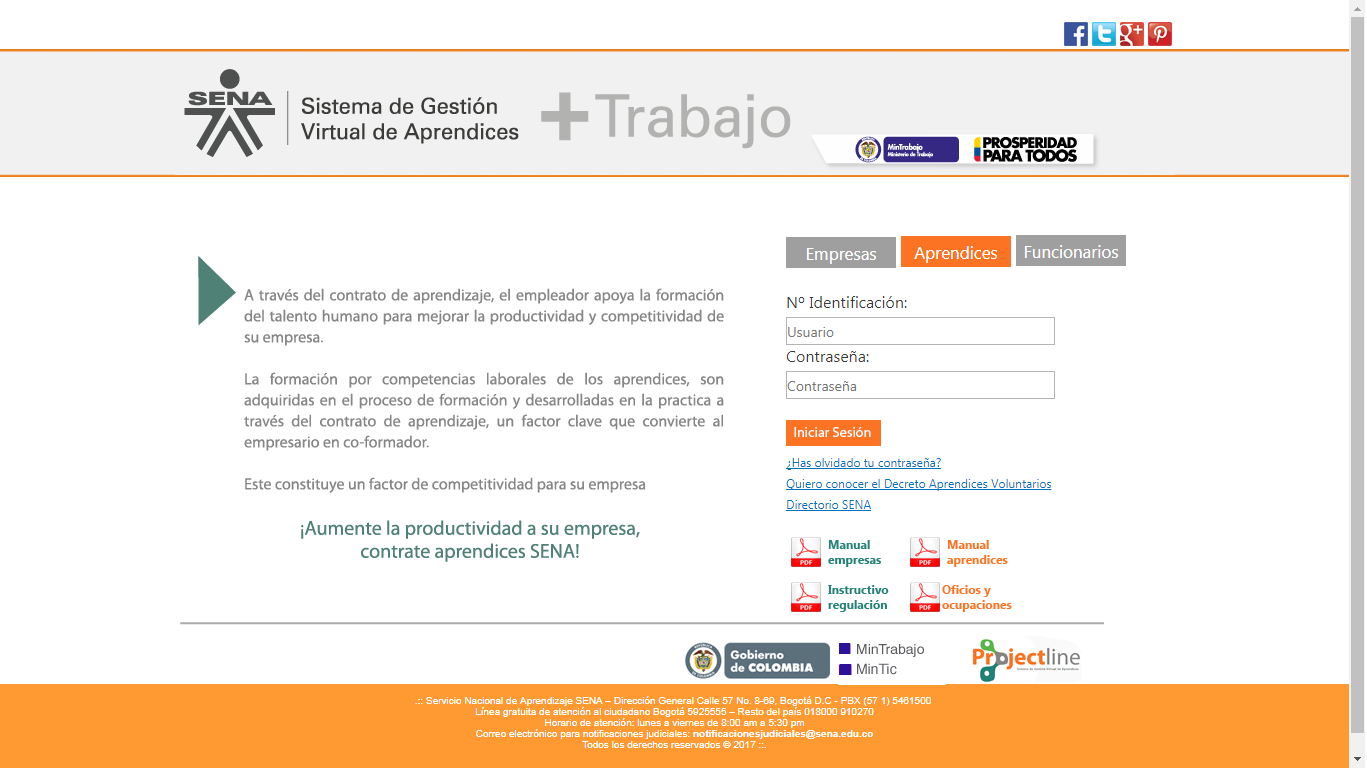 SENA
Sistema de Gestión
Virtual de Aprendices
+Trabajo
MinTrabajo
Ministerio de Trabajo
PROSPERIDAD
PARA TODOS
Empresas
Aprendices
Funcionarios
A través del contrato de aprendizaje, el empleador apoya la formación
del talento humano para mejorar la productividad y competitividad de
su empresa.
La formación por competencias laborales de los aprendices, son
adquiridas en el proceso de formación y desarrolladas en la practica a
través del contrato de aprendizaje, un factor clave que convierte al
empresario en co-formador.
Este constituye un factor de competitividad para su empresa
¡Aumente la productividad a su empresa,
contrate aprendices SENA!
Nº Identificación:
Usuario
Contraseña:
Contraseña
Iniciar Sesión
¿Has olvidado tu contraseña?
Quiero conocer el Decreto Aprendices Voluntarios
Directorio SENA
PDF
Manual
empresas
PDF
Manual
aprendices
PDF
Instructivo
regulación
PDF
Oficios y
ocupaciones
Gobierno
de COLOMBIA
MinTrabajo
MinTic
Projectline
.:: Servicio Nacional de Aprendizaje SENA – Dirección General Calle 57 No. 8-69, Bogotá D.C - PBX (57 1) 5461500
Línea gratuita de atención al ciudadano Bogotá 5925555 – Resto del país 018000 910270
Horario de atención: lunes a viernes de 8:00 am a 5:30 pm
Correo electrónico para notificaciones judiciales: notificacionesjudiciales@sena.edu.co
Todos los derechos reservados © 2017 ::.